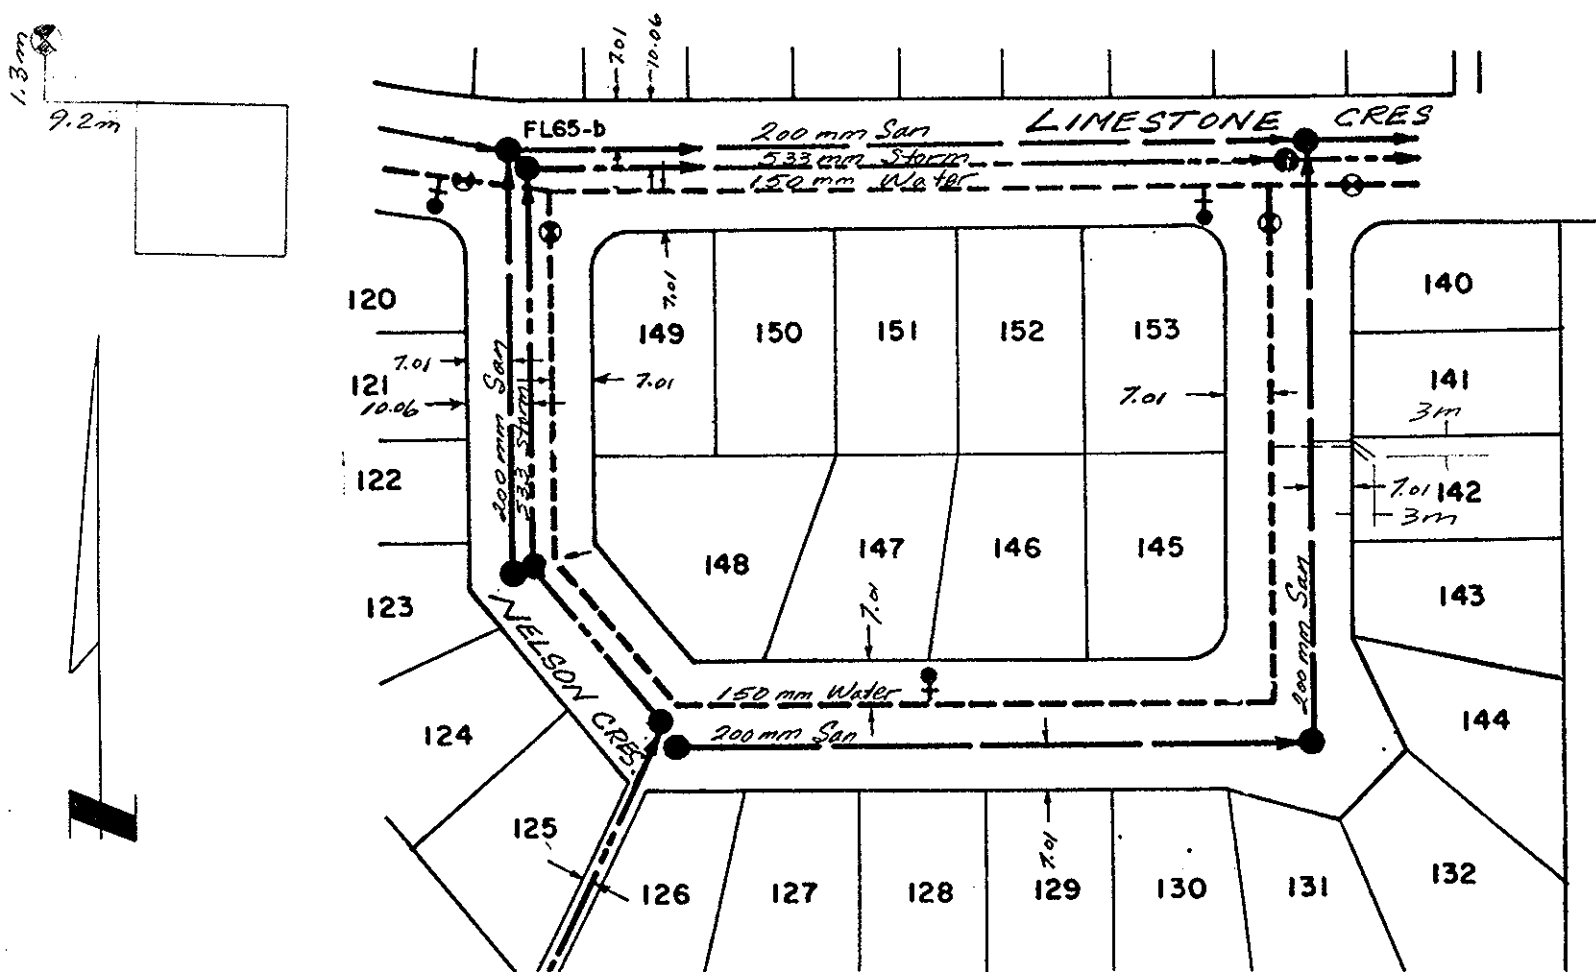 1.3m
9.2m
7.01
10.06
FL65-b
LIMESTONE CRES
200 mm San
533 mm Storm
150 mm Water
120
121
122
123
124
125
7.01
10.06
200 mm San
533 Storm
7.01
7.01
149
150
151
152
153
148
147
146
145
7.01
7.01
140
141
3m
7.01
142
3m
143
144
200 mm San
NELSON CRES.
150 mm Water
200 mm San
7.01
126
127
128
129
130
131
132